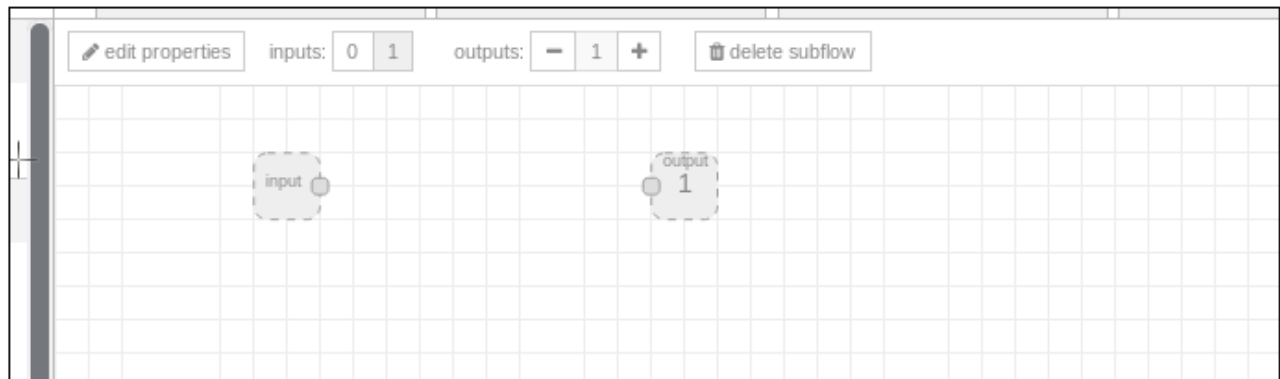 edit properties inputs: 0 1 outputs: 1 delete subflow
input
output
1